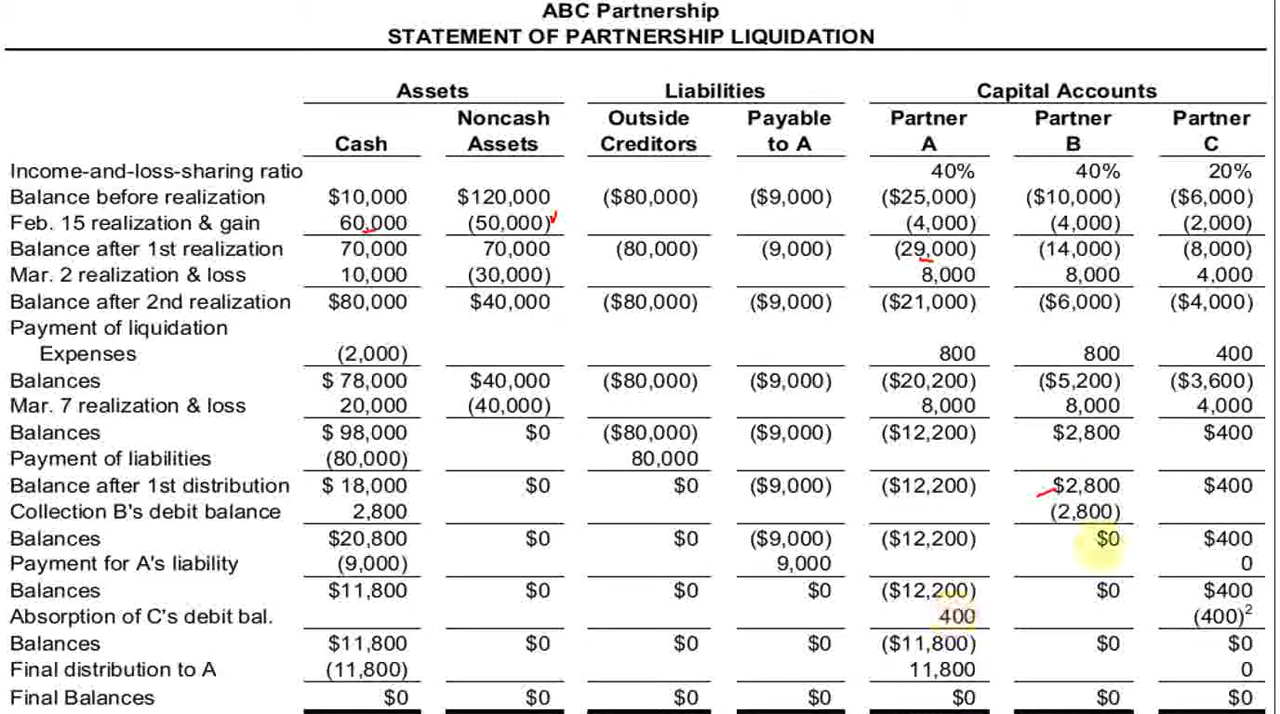 ABC Partnership
STATEMENT OF PARTNERSHIP LIQUIDATION
Assets Liabilities Capital Accounts
Noncash Outside Payable Partner Partner Partner
Cash Assets Creditors to A A B C
Income-and-loss-sharing ratio 40% 40% 20%
Balance before realization $10,000 $120,000 ($80,000) ($9,000) ($25,000) ($10,000) ($6,000)
Feb. 15 realization & gain 60,000 (50,000) (4,000) (4,000) (2,000)
Balance after 1st realization 70,000 70,000 (80,000) (9,000) (29,000) (14,000) (8,000)
Mar. 2 realization & loss 10,000 (30,000) 8,000 8,000 4,000
Balance after 2nd realization $80,000 $40,000 ($80,000) ($9,000) ($21,000) ($6,000) ($4,000)
Payment of liquidation
Expenses (2,000) 800 800 400
Balances $ 78,000 $40,000 ($80,000) ($9,000) ($20,200) ($5,200) ($3,600)
Mar. 7 realization & loss 20,000 (40,000) 8,000 8,000 4,000
Balances $ 98,000 $0 ($80,000) ($9,000) ($12,200) $2,800 $400
Payment of liabilities (80,000) 80,000
Balance after 1st distribution $ 18,000 $0 $0 ($9,000) ($12,200) $2,800 $400
Collection B's debit balance 2,800 (2,800)
Balances $20,800 $0 $0 ($9,000) ($12,200) $0 $400
Payment for A's liability (9,000) 9,000 0
Balances $11,800 $0 $0 $0 ($12,200) $0 $400
Absorption of C's debit bal. 400 (400)²
Balances $11,800 $0 $0 $0 ($11,800) $0 $0
Final distribution to A (11,800) 11,800 0
Final Balances $0 $0 $0 $0 $0 $0 $0